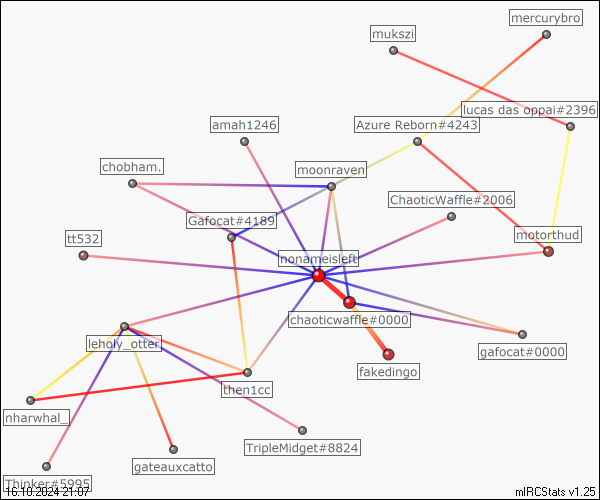 mercurybro
mukszi
lucas das oppai#2396
amah1246
Azure Reborn#4243
chobham.
moonraven
ChaoticWaffle#2006
Gafocat#4189
tt532
motorthud
nonameisleft
chaoticwaffle#0000
leholy_otter
gafocat#0000
then1cc
fakedingo
nharwhal_
TripleMidget#8824
gateauxcatto
Thinker#5995
16.10.2024 21:07
mIRCStats v1.25